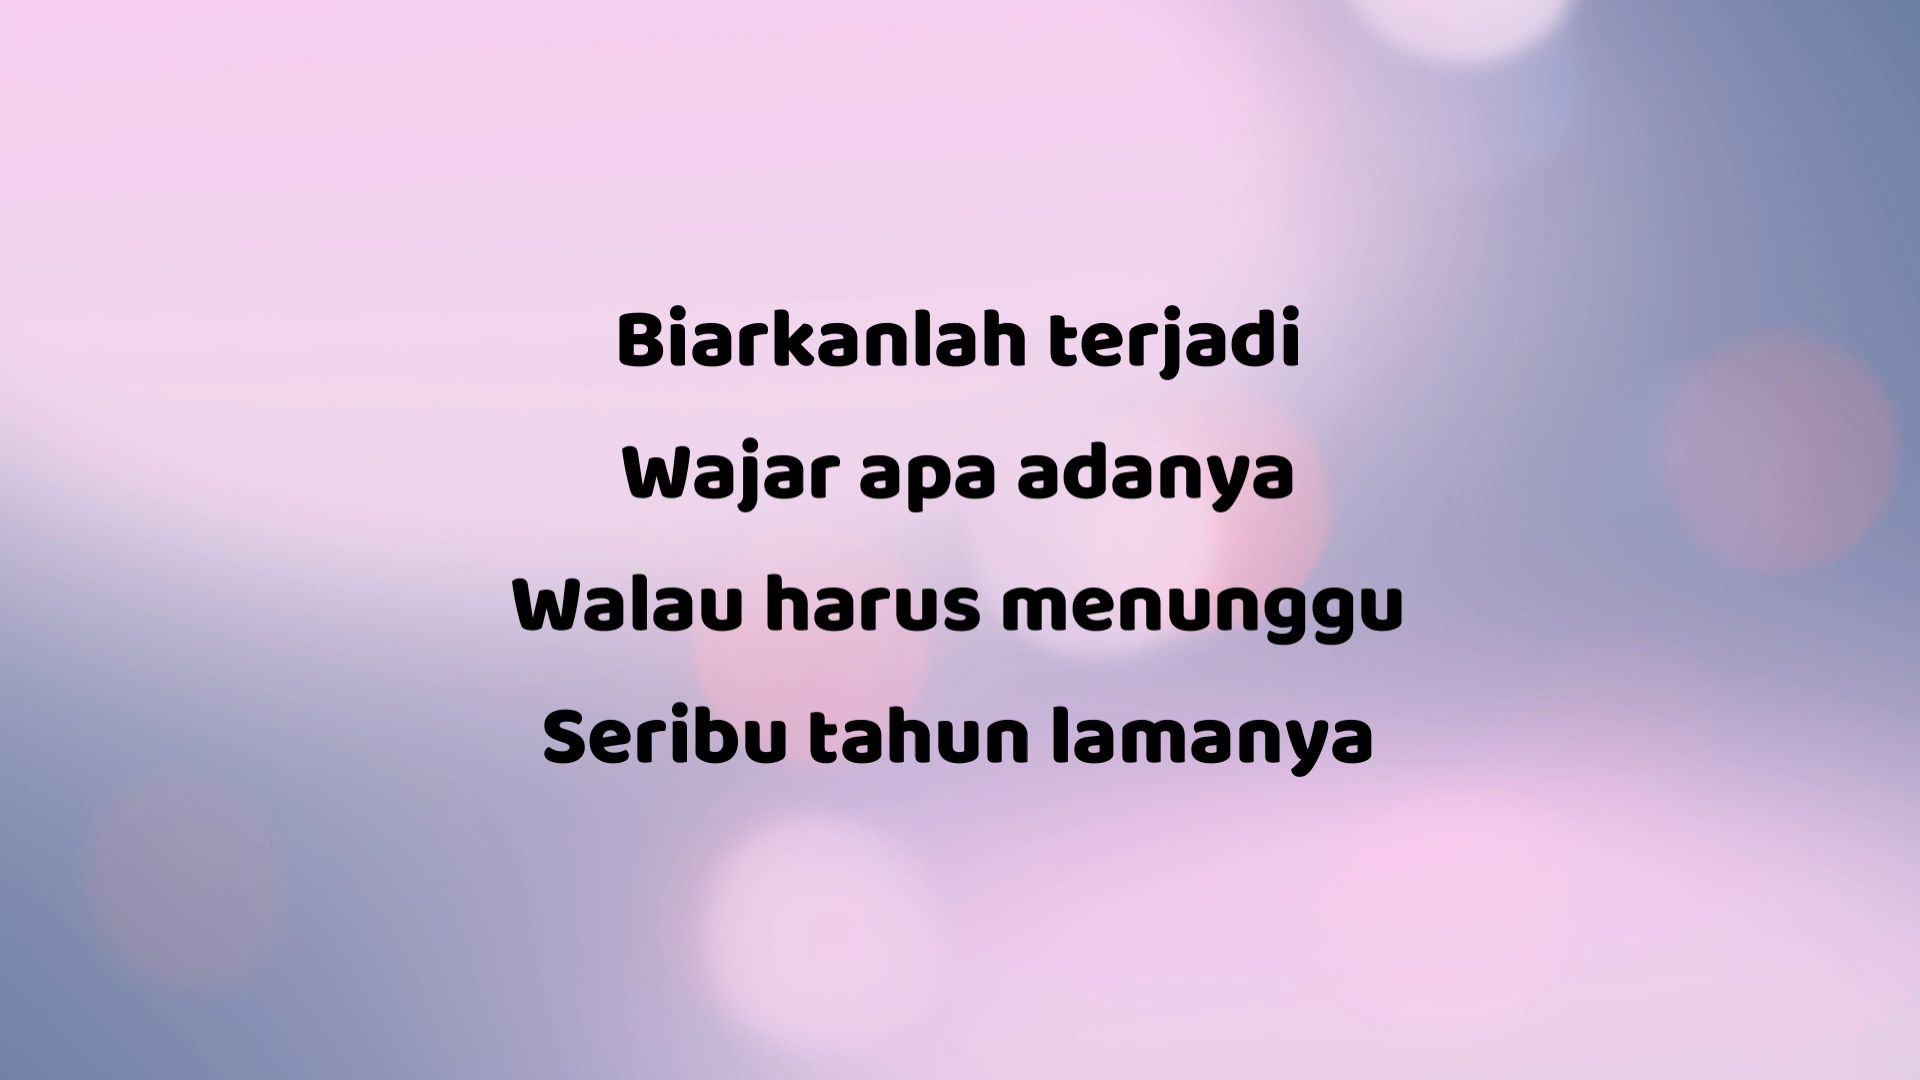 Biarkanlah terjadi
Wajar apa adanya
Walau harus menunggu
Seribu tahun lamanya